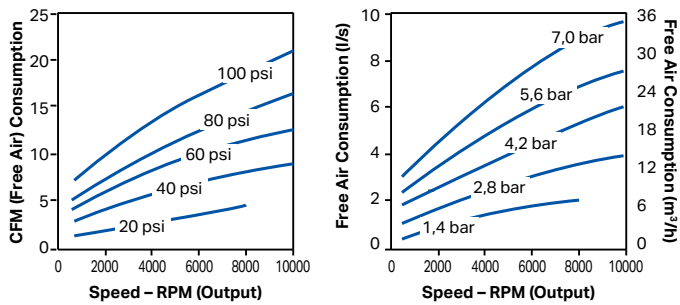 25
20
15
10
5
0
CFM (Free Air) Consumption
100 psi
80 psi
60 psi
40 psi
20 psi
0 2000 4000 6000 8000 10000
Speed – RPM (Output)
10
8
6
4
2
0
Free Air Consumption (l/s)
7,0 bar
5,6 bar
4,2 bar
2,8 bar
1,4 bar
36
30
24
18
12
6
0
Free Air Consumption (m³/h)
0 2000 4000 6000 8000 10000
Speed – RPM (Output)